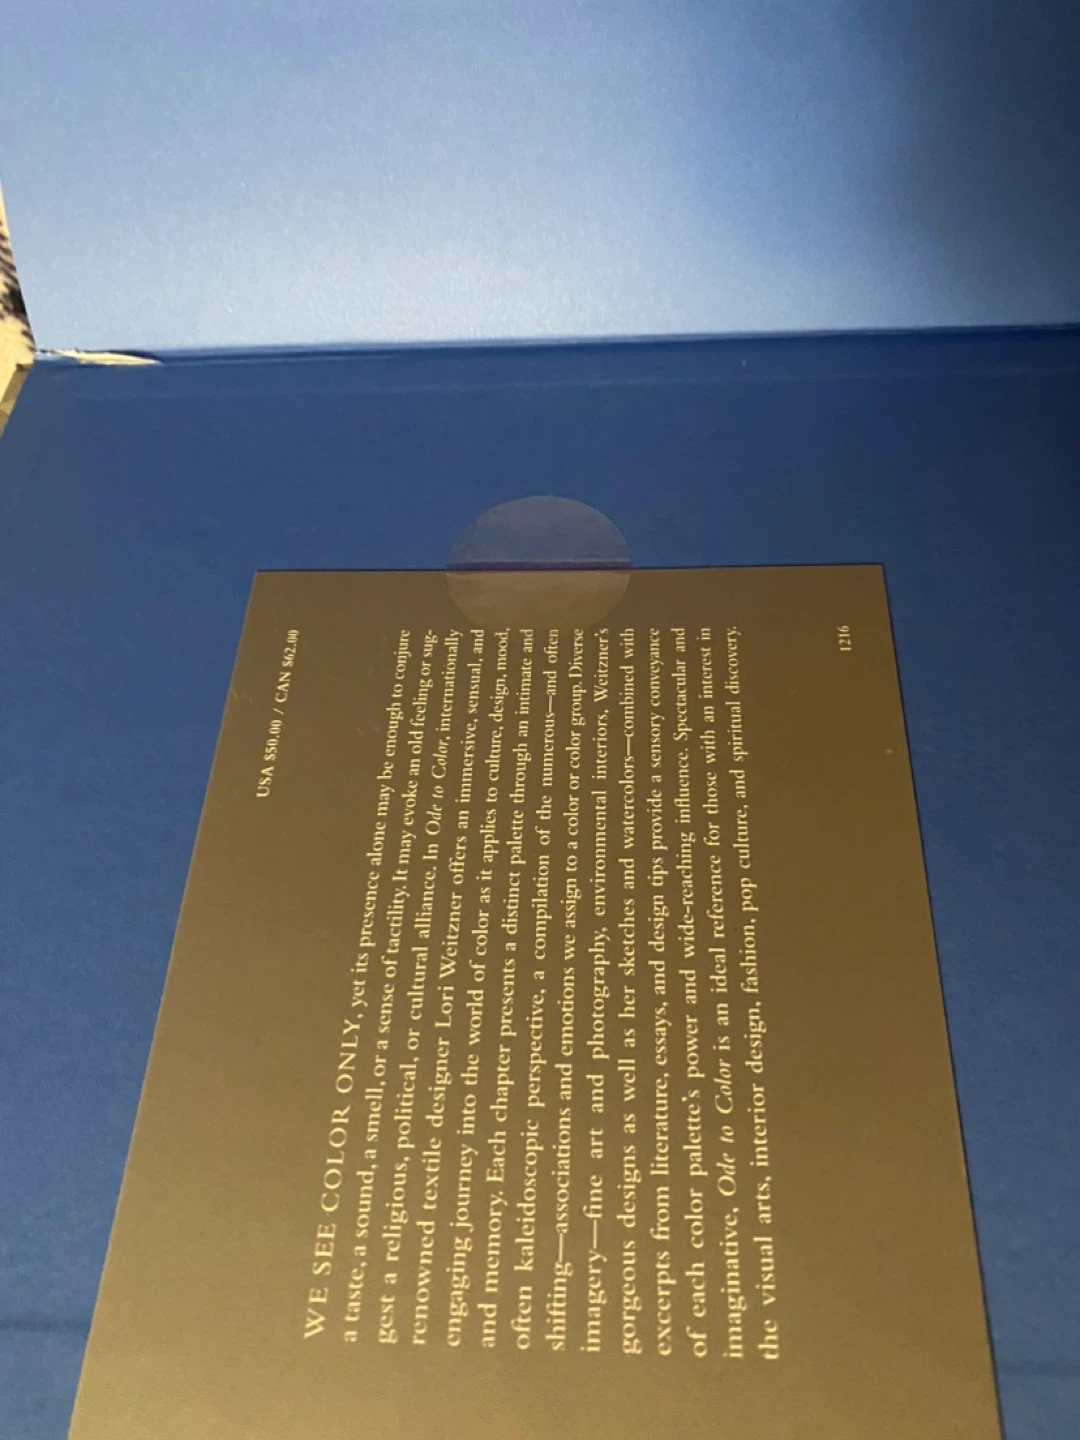 USA $50.00 / CAN $62.00
WE SEE COLOR ONLY, yet its presence alone may be enough to conjure
a taste, a sound, a smell, or a sense of tactility. It may evoke an old feeling or sug-
gest a religious, political, or cultural alliance. In Ode to Color, internationally
renowned textile designer Lori Weitzner offers an immersive, sensual, and
engaging journey into the world of color as it applies to culture, design, mood,
and memory. Each chapter presents a distinct palette through an intimate and
often kaleidoscopic perspective, a compilation of the numerous—and often
shifting—associations and emotions we assign to a color or color group. Diverse
imagery—fine art and photography, environmental interiors, Weitzner's
gorgeous designs as well as her sketches and watercolors—combined with
excerpts from literature, essays, and design tips provide a sensory conveyance
of each color palette's power and wide-reaching influence. Spectacular and
imaginative, Ode to Color is an ideal reference for those with an interest in
the visual arts, interior design, fashion, pop culture, and spiritual discovery.
1216